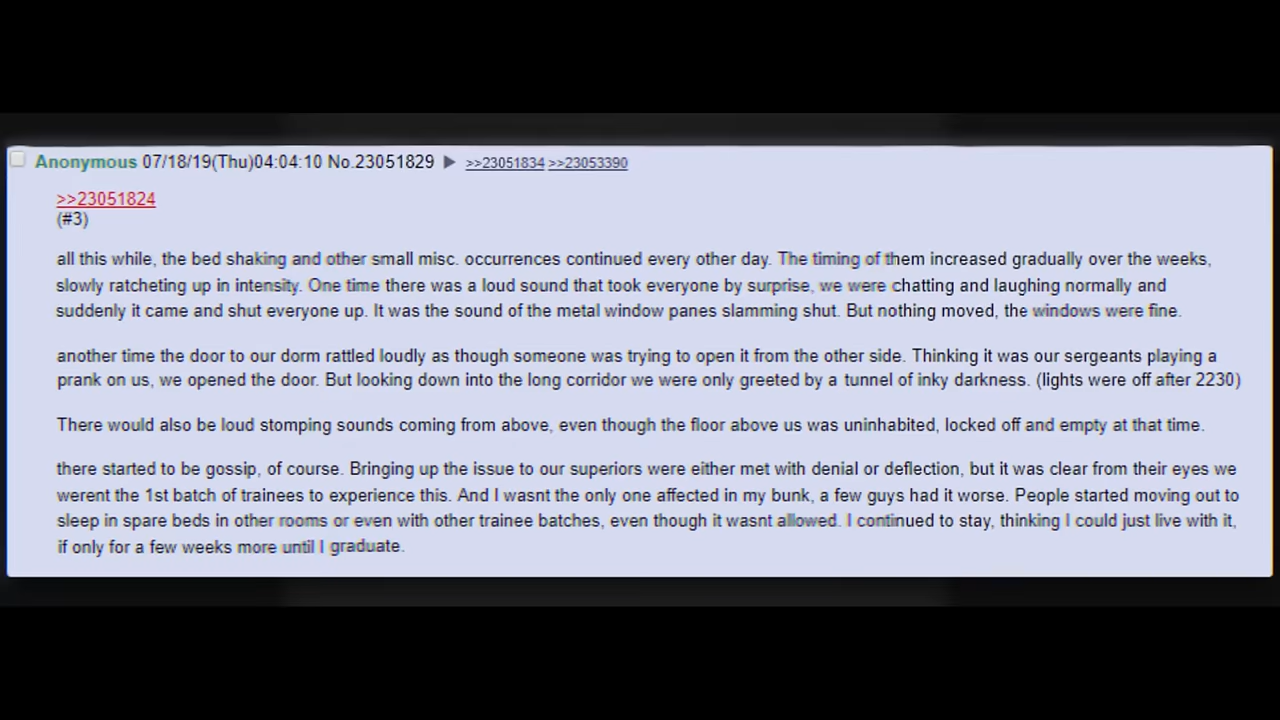 Anonymous 07/18/19(Thu)04:04:10 No.23051829 ▶ >>23051834 >>23053390
>>23051824
(#3)
all this while, the bed shaking and other small misc. occurrences continued every other day. The timing of them increased gradually over the weeks,
slowly ratcheting up in intensity. One time there was a loud sound that took everyone by surprise, we were chatting and laughing normally and
suddenly it came and shut everyone up. It was the sound of the metal window panes slamming shut. But nothing moved, the windows were fine.
another time the door to our dorm rattled loudly as though someone was trying to open it from the other side. Thinking it was our sergeants playing a
prank on us, we opened the door. But looking down into the long corridor we were only greeted by a tunnel of inky darkness. (lights were off after 2230)
There would also be loud stomping sounds coming from above, even though the floor above us was uninhabited, locked off and empty at that time.
there started to be gossip, of course. Bringing up the issue to our superiors were either met with denial or deflection, but it was clear from their eyes we
werent the 1st batch of trainees to experience this. And I wasnt the only one affected in my bunk, a few guys had it worse. People started moving out to
sleep in spare beds in other rooms or even with other trainee batches, even though it wasnt allowed. I continued to stay, thinking I could just live with it,
if only for a few weeks more until I graduate.